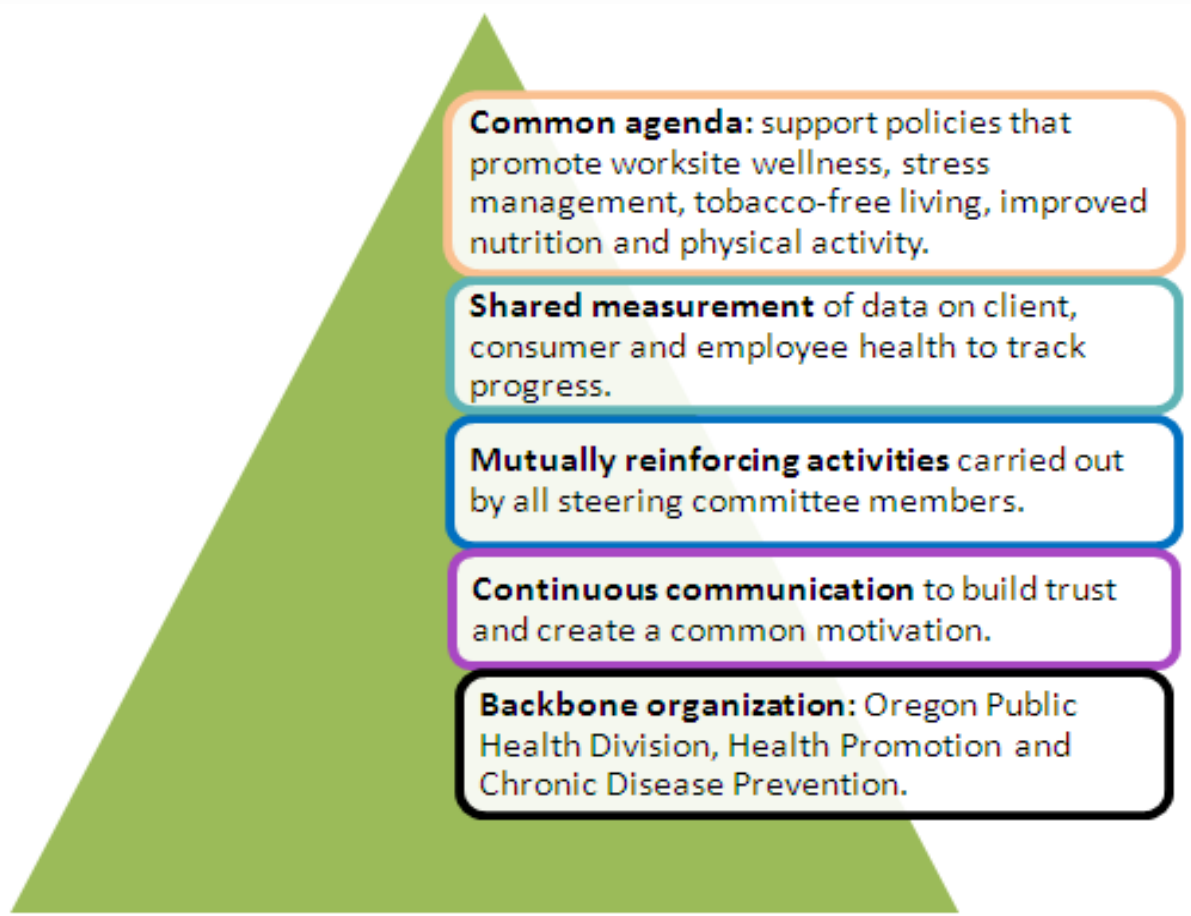 Common agenda: support policies that
promote worksite wellness, stress
management, tobacco-free living, improved
nutrition and physical activity.
Shared measurement of data on client,
consumer and employee health to track
progress.
Mutually reinforcing activities carried out
by all steering committee members.
Continuous communication to build trust
and create a common motivation.
Backbone organization: Oregon Public
Health Division, Health Promotion and
Chronic Disease Prevention.